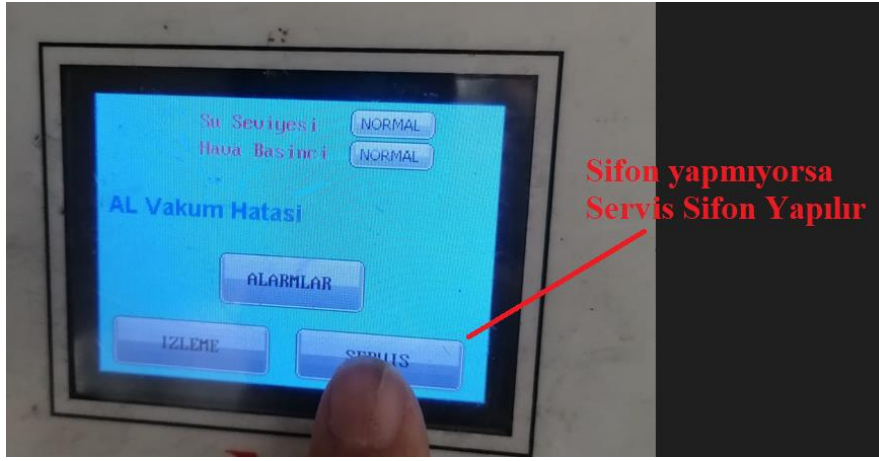 Su Seviyesi NORMAL
Hava Basinci NORMAL
AL Vakum Hatasi
ALARMLAR
IZLEME
SERVIS
Sifon yapmıyorsa
Servis Sifon Yapılır